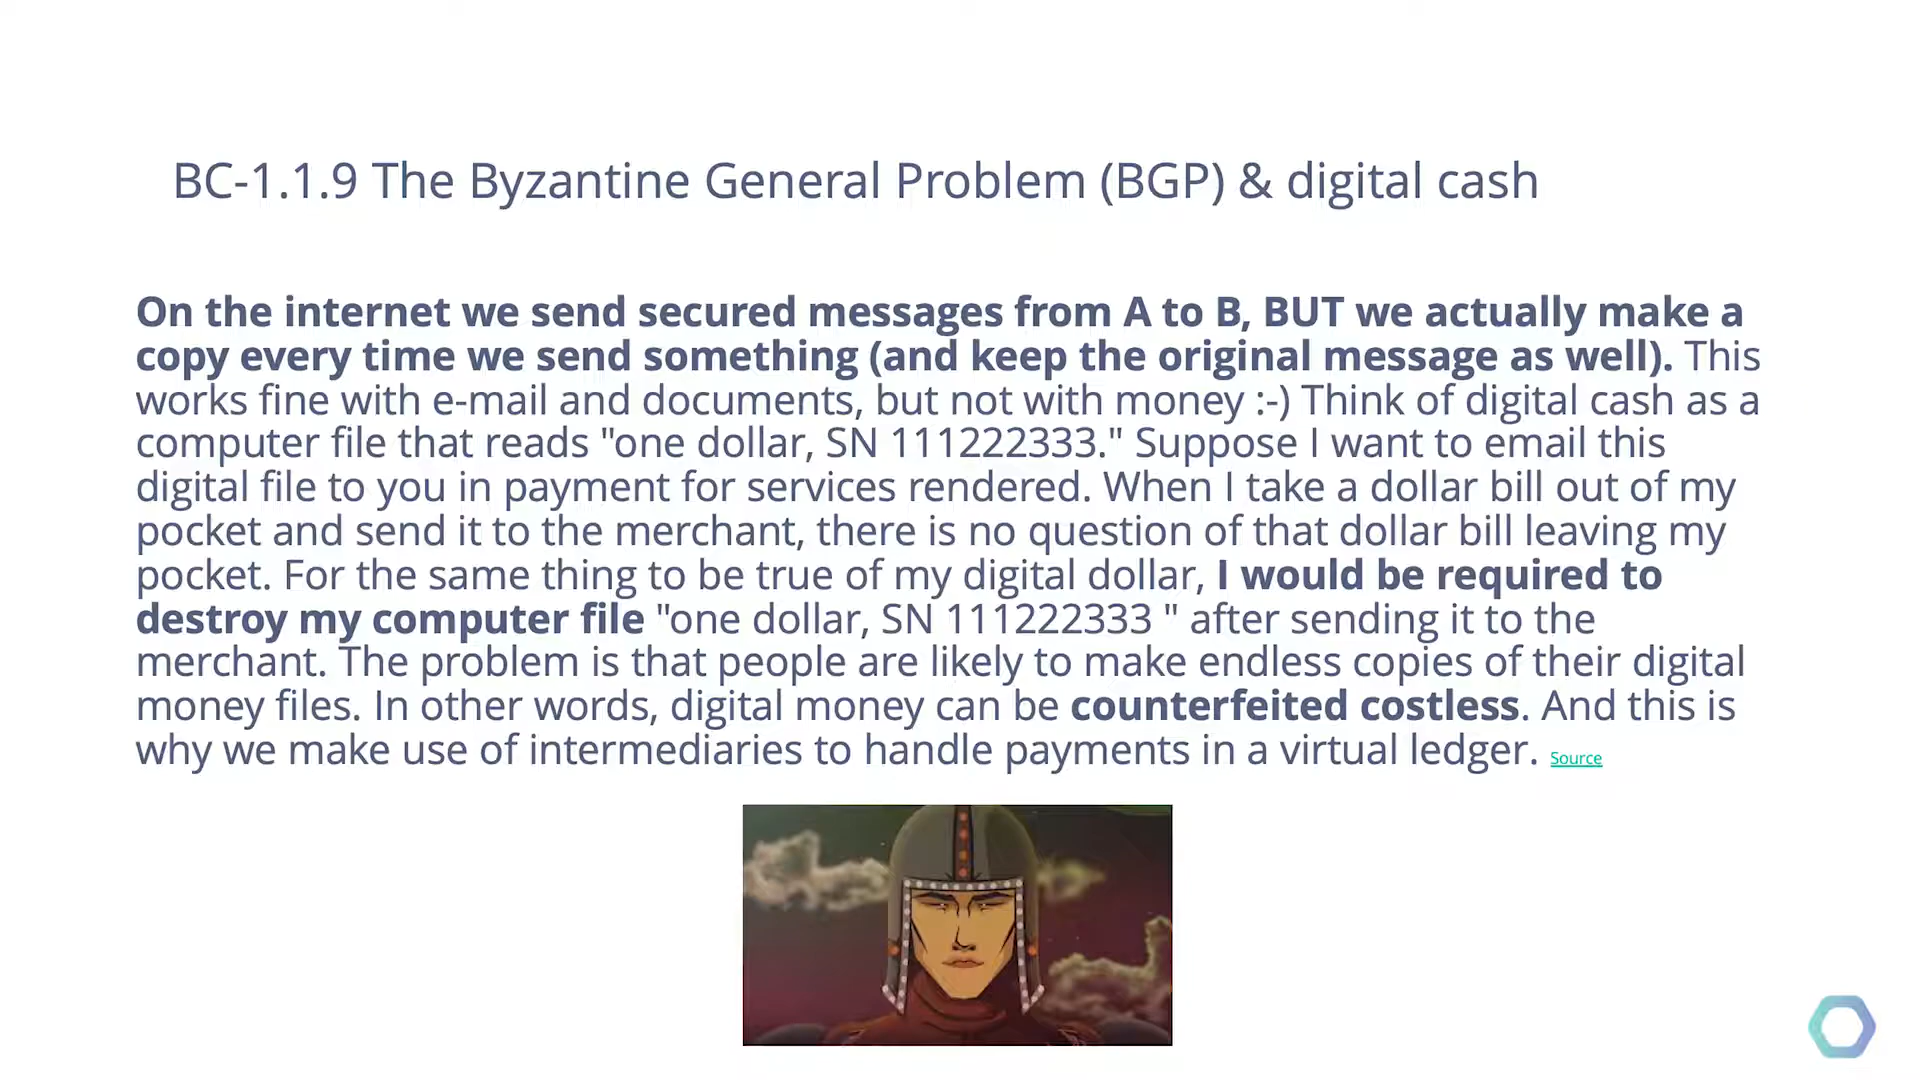 BC-1.1.9 The Byzantine General Problem (BGP) & digital cash
On the internet we send secured messages from A to B, BUT we actually make a
copy every time we send something (and keep the original message as well). This
works fine with e-mail and documents, but not with money :-) Think of digital cash as a
computer file that reads "one dollar, SN 111222333." Suppose I want to email this
digital file to you in payment for services rendered. When I take a dollar bill out of my
pocket and send it to the merchant, there is no question of that dollar bill leaving my
pocket. For the same thing to be true of my digital dollar, I would be required to
destroy my computer file "one dollar, SN 111222333 " after sending it to the
merchant. The problem is that people are likely to make endless copies of their digital
money files. In other words, digital money can be counterfeited costless. And this is
why we make use of intermediaries to handle payments in a virtual ledger. Source